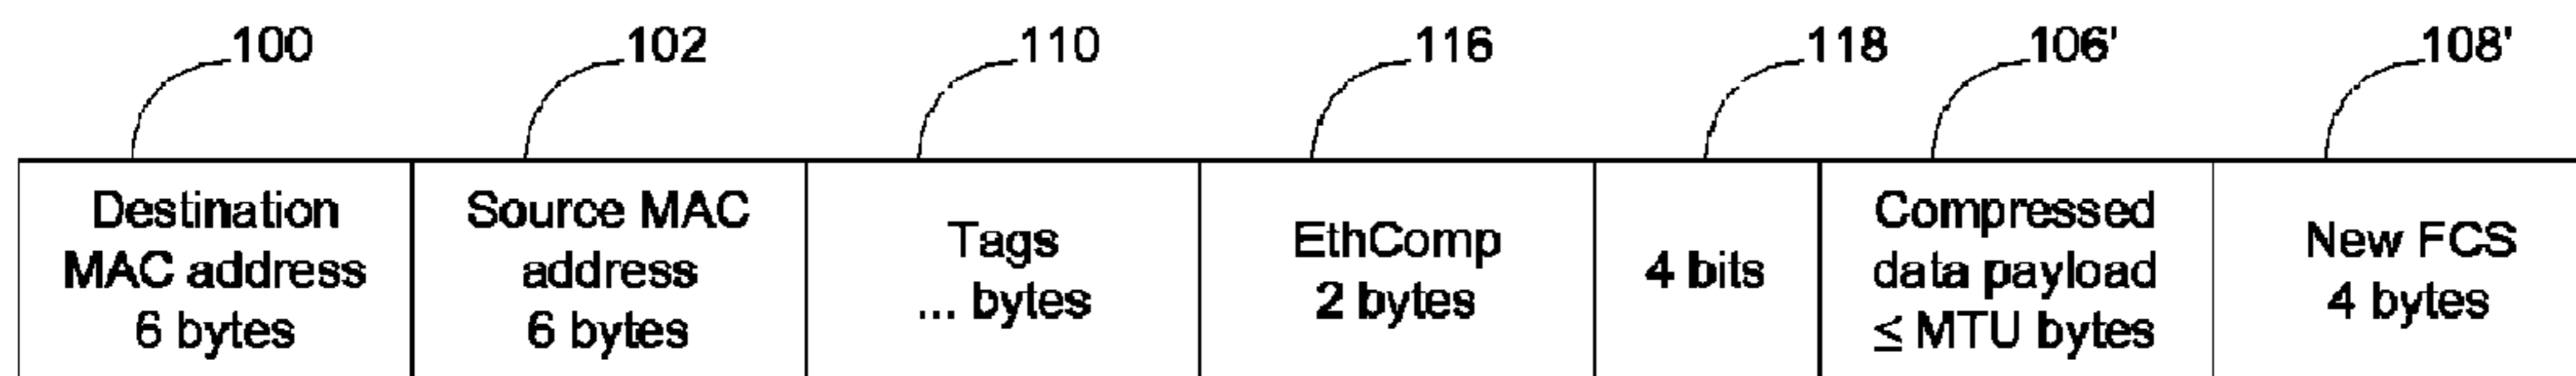 100 102 110 116 118 106' 108'
Destination
MAC address
6 bytes
Source MAC
address
6 bytes
Tags
... bytes
EthComp
2 bytes
4 bits
Compressed
data payload
≤ MTU bytes
New FCS
4 bytes